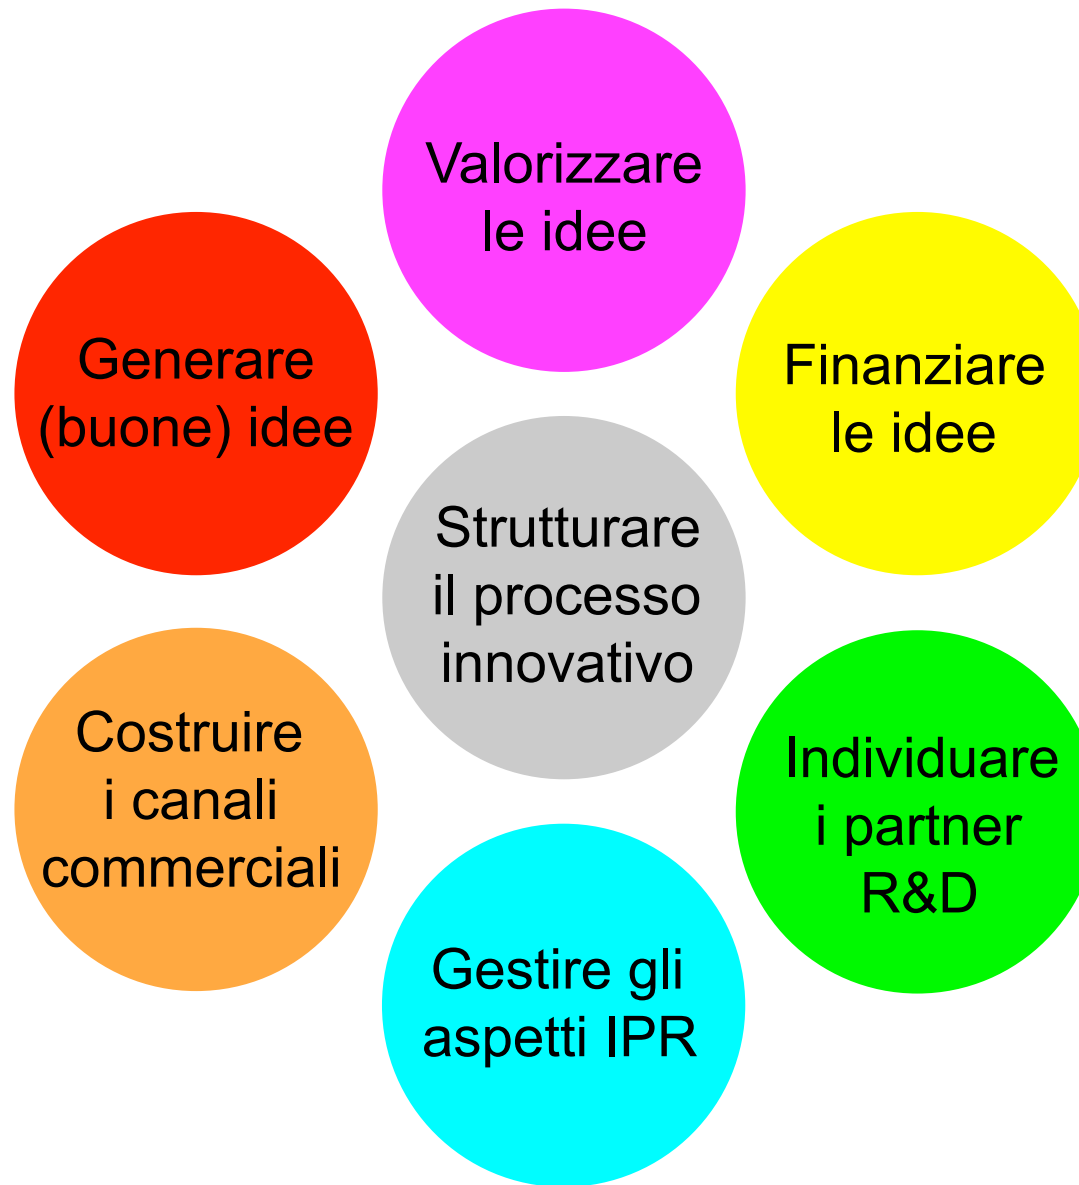 Valorizzare
le idee
Generare
(buone) idee
Finanziare
le idee
Strutturare
il processo
innovativo
Costruire
i canali
commerciali
Individuare
i partner
R&D
Gestire gli
aspetti IPR